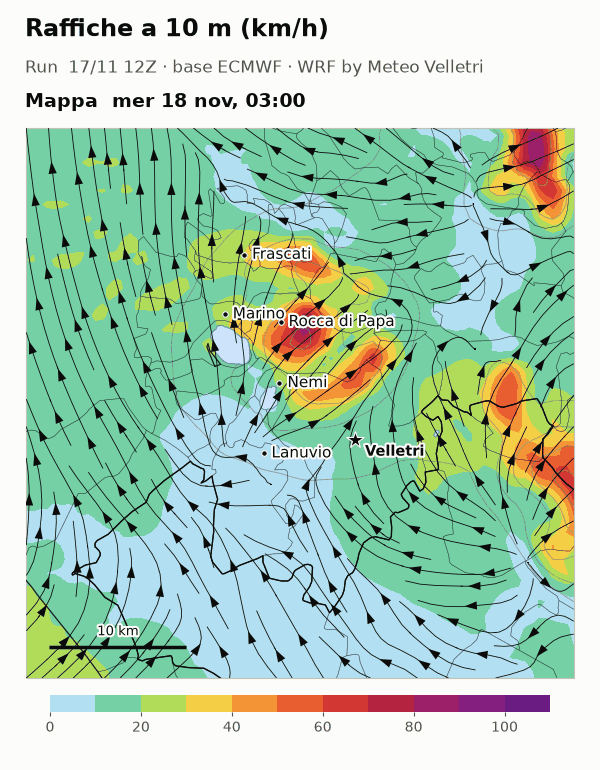 Raffiche a 10 m (km/h)
Run 17/11 12Z · base ECMWF · WRF by Meteo Velletri
Mappa mer 18 nov, 03:00
Frascati
Marino
Rocca di Papa
Nemi
Velletri
Lanuvio
10 km
0 20 40 60 80 100